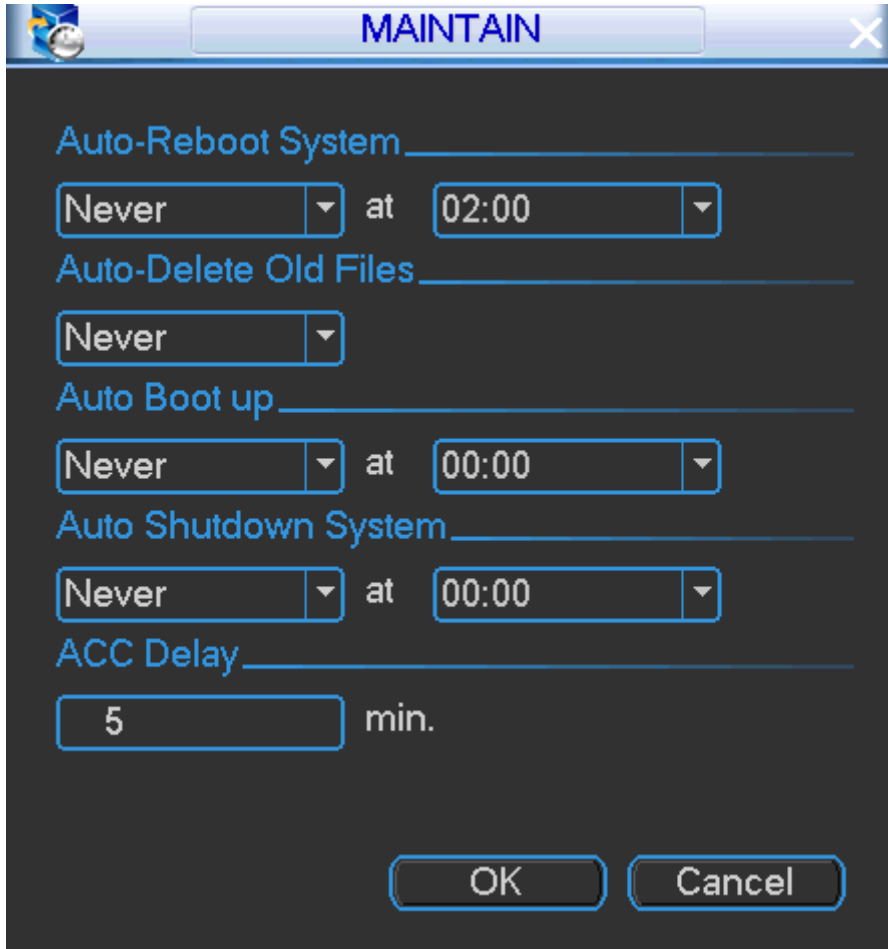 MAINTAIN
Auto-Reboot System
Never at 02:00
Auto-Delete Old Files
Never
Auto Boot up
Never at 00:00
Auto Shutdown System
Never at 00:00
ACC Delay
5 min.
OK Cancel